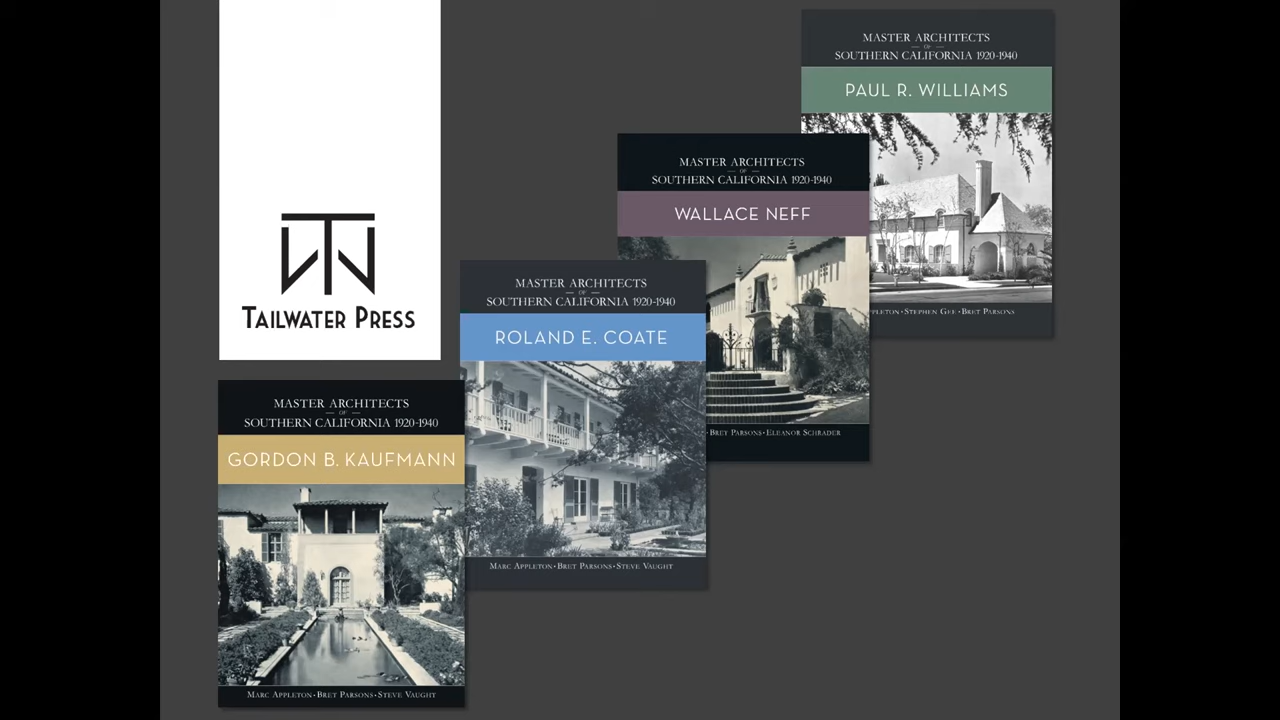 TAILWATER PRESS
MASTER ARCHITECTS
OF
SOUTHERN CALIFORNIA 1920-1940
PAUL R. WILLIAMS
STEPHEN GEE • BRET PARSONS
MASTER ARCHITECTS
OF
SOUTHERN CALIFORNIA 1920-1940
WALLACE NEFF
BRET PARSONS • ELEANOR SCHRADER
MASTER ARCHITECTS
OF
SOUTHERN CALIFORNIA 1920-1940
ROLAND E. COATE
MARC APPLETON • BRET PARSONS • STEVE VAUGHT
MASTER ARCHITECTS
OF
SOUTHERN CALIFORNIA 1920-1940
GORDON B. KAUFMANN
MARC APPLETON • BRET PARSONS • STEVE VAUGHT